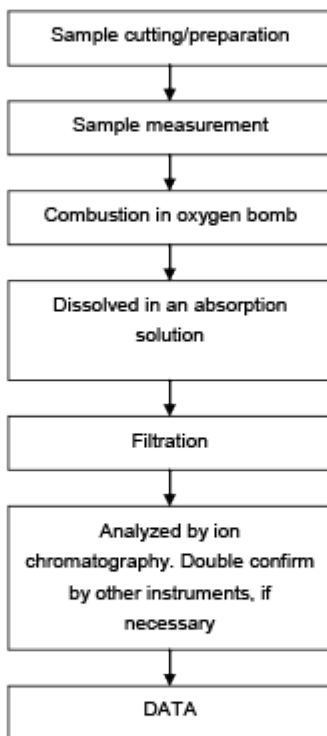 Sample cutting/preparation
Sample measurement
Combustion in oxygen bomb
Dissolved in an absorption
solution
Filtration
Analyzed by ion
chromatography. Double confirm
by other instruments, if
necessary
DATA